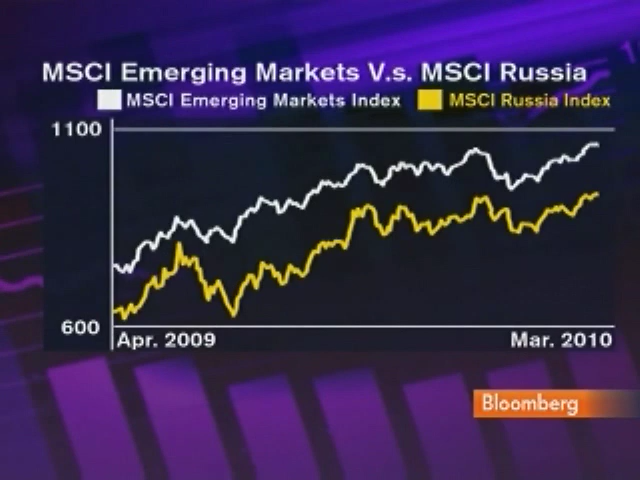 MSCI Emerging Markets V.s. MSCI Russia
MSCI Emerging Markets Index MSCI Russia Index
1100
600
Apr. 2009 Mar. 2010
Bloomberg